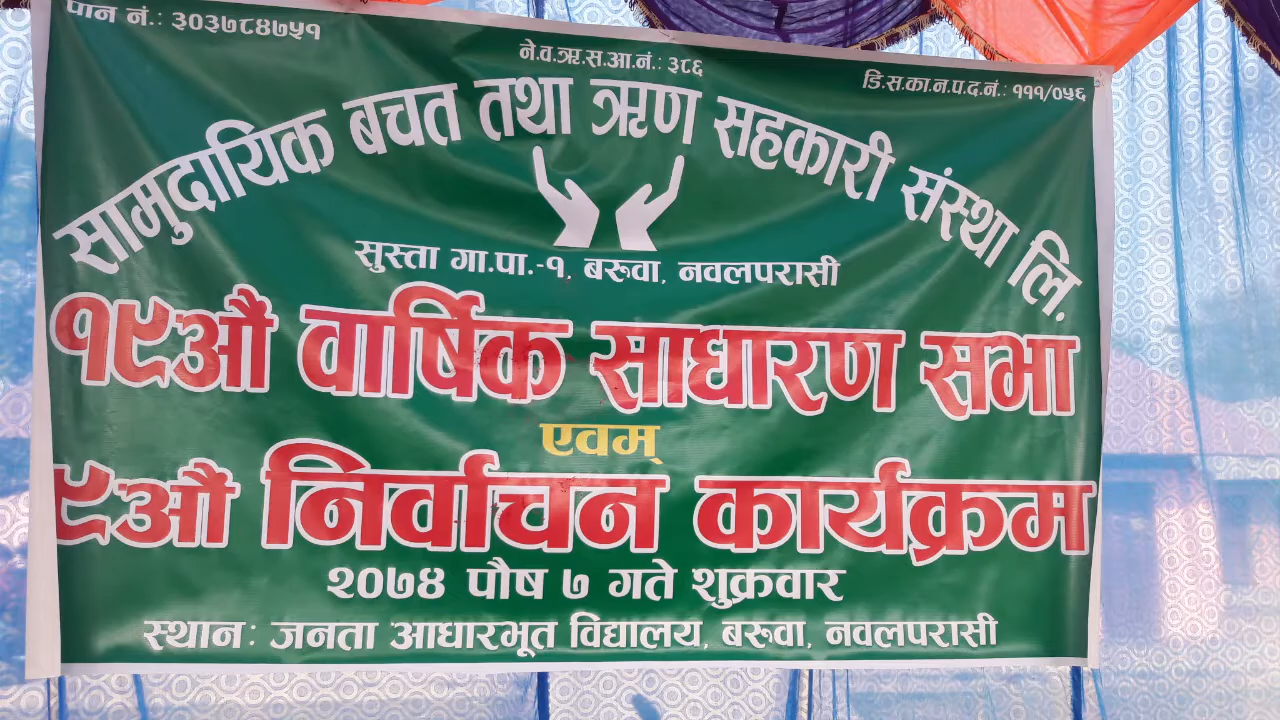 पान नं.: ३०३७८४७५१
ने.व.ऋ.स.आ.नं.: ३८६
डि.स.का.न.प.द.नं.: १११/०५६
सामुदायिक बचत तथा ऋण सहकारी संस्था लि.
सुस्ता गा.पा.-१, बरुवा, नवलपरासी
१९औ वार्षिक साधारण सभा
एवम्
९औ निर्वाचन कार्यक्रम
२०७४ पौष ७ गते शुक्रवार
स्थानः जनता आधारभूत विद्यालय, बरुवा, नवलपरासी